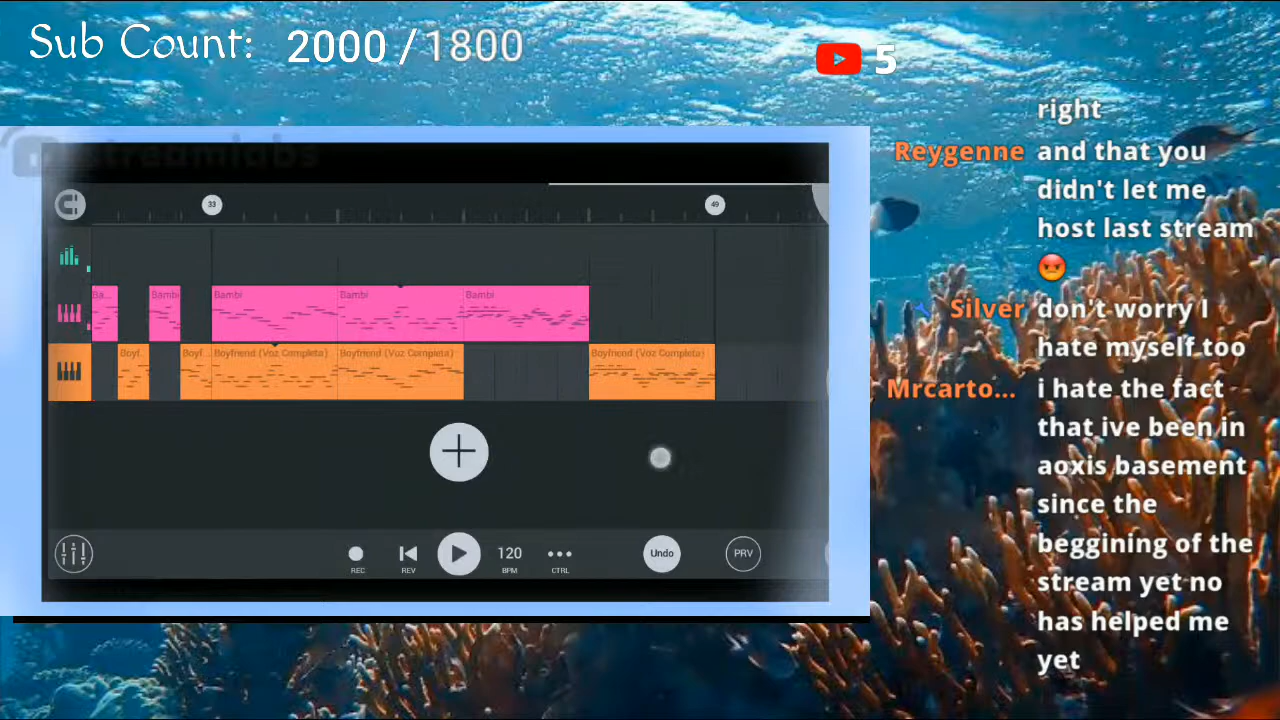 Sub Count: 2000 / 1800
5
streamlabs
33
49
Ba... Bambi Bambi Bambi Bambi
Boyf... Boyf... Boyfriend (Voz Completa) Boyfriend (Voz Completa) Boyfriend (Voz Completa)
120 Undo PRV
REC REV BPM CTRL
right
Reygenne and that you
didn't let me
host last stream
😡
Silver don't worry I
hate myself too
Mrcarto... i hate the fact
that ive been in
aoxis basement
since the
beggining of the
stream yet no
has helped me
yet